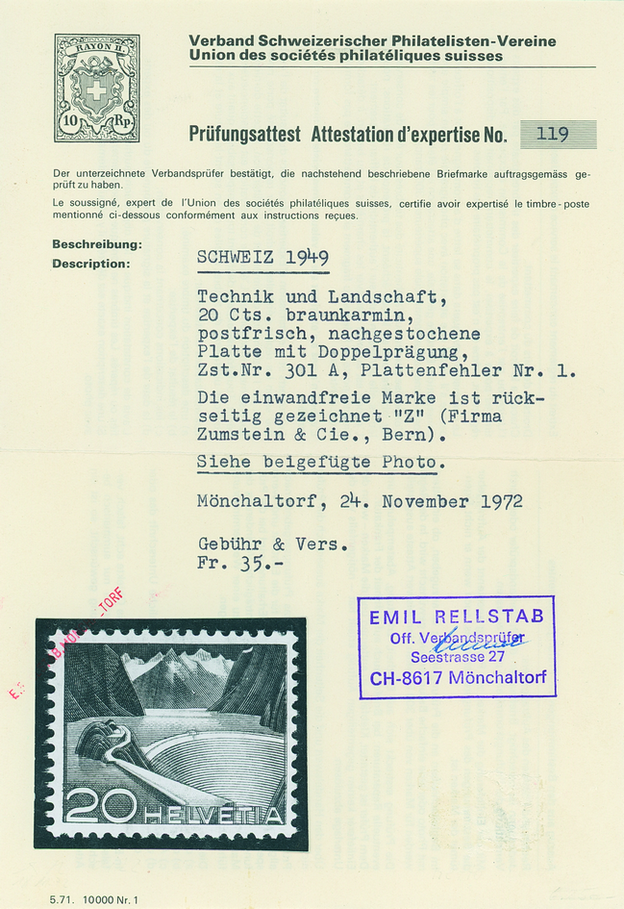 RAYON II.
10 Rp.
Verband Schweizerischer Philatelisten-Vereine
Union des sociétés philatéliques suisses
Prüfungsattest Attestation d'expertise No. 119
Der unterzeichnete Verbandsprüfer bestätigt, die nachstehend beschriebene Briefmarke auftragsgemäss ge-
prüft zu haben.
Le soussigné, expert de l'Union des sociétés philatéliques suisses, certifie avoir expertisé le timbre-poste
mentionné ci-dessous conformément aux instructions reçues.
Beschreibung:
Description:
SCHWEIZ 1949
Technik und Landschaft,
20 Cts. braunkarmin,
postfrisch, nachgestochene
Platte mit Doppelprägung,
Zst.Nr. 301 A, Plattenfehler Nr. 1.
Die einwandfreie Marke ist rück-
seitig gezeichnet "Z" (Firma
Zumstein & Cie., Bern).
Siehe beigefügte Photo.
Mönchaltorf, 24. November 1972
Gebühr & Vers.
Fr. 35.-
EMIL RELLSTAB
Off. Verbandsprüfer
Seestrasse 27
CH-8617 Mönchaltorf
20 HELVETIA
5.71. 10000 Nr. 1